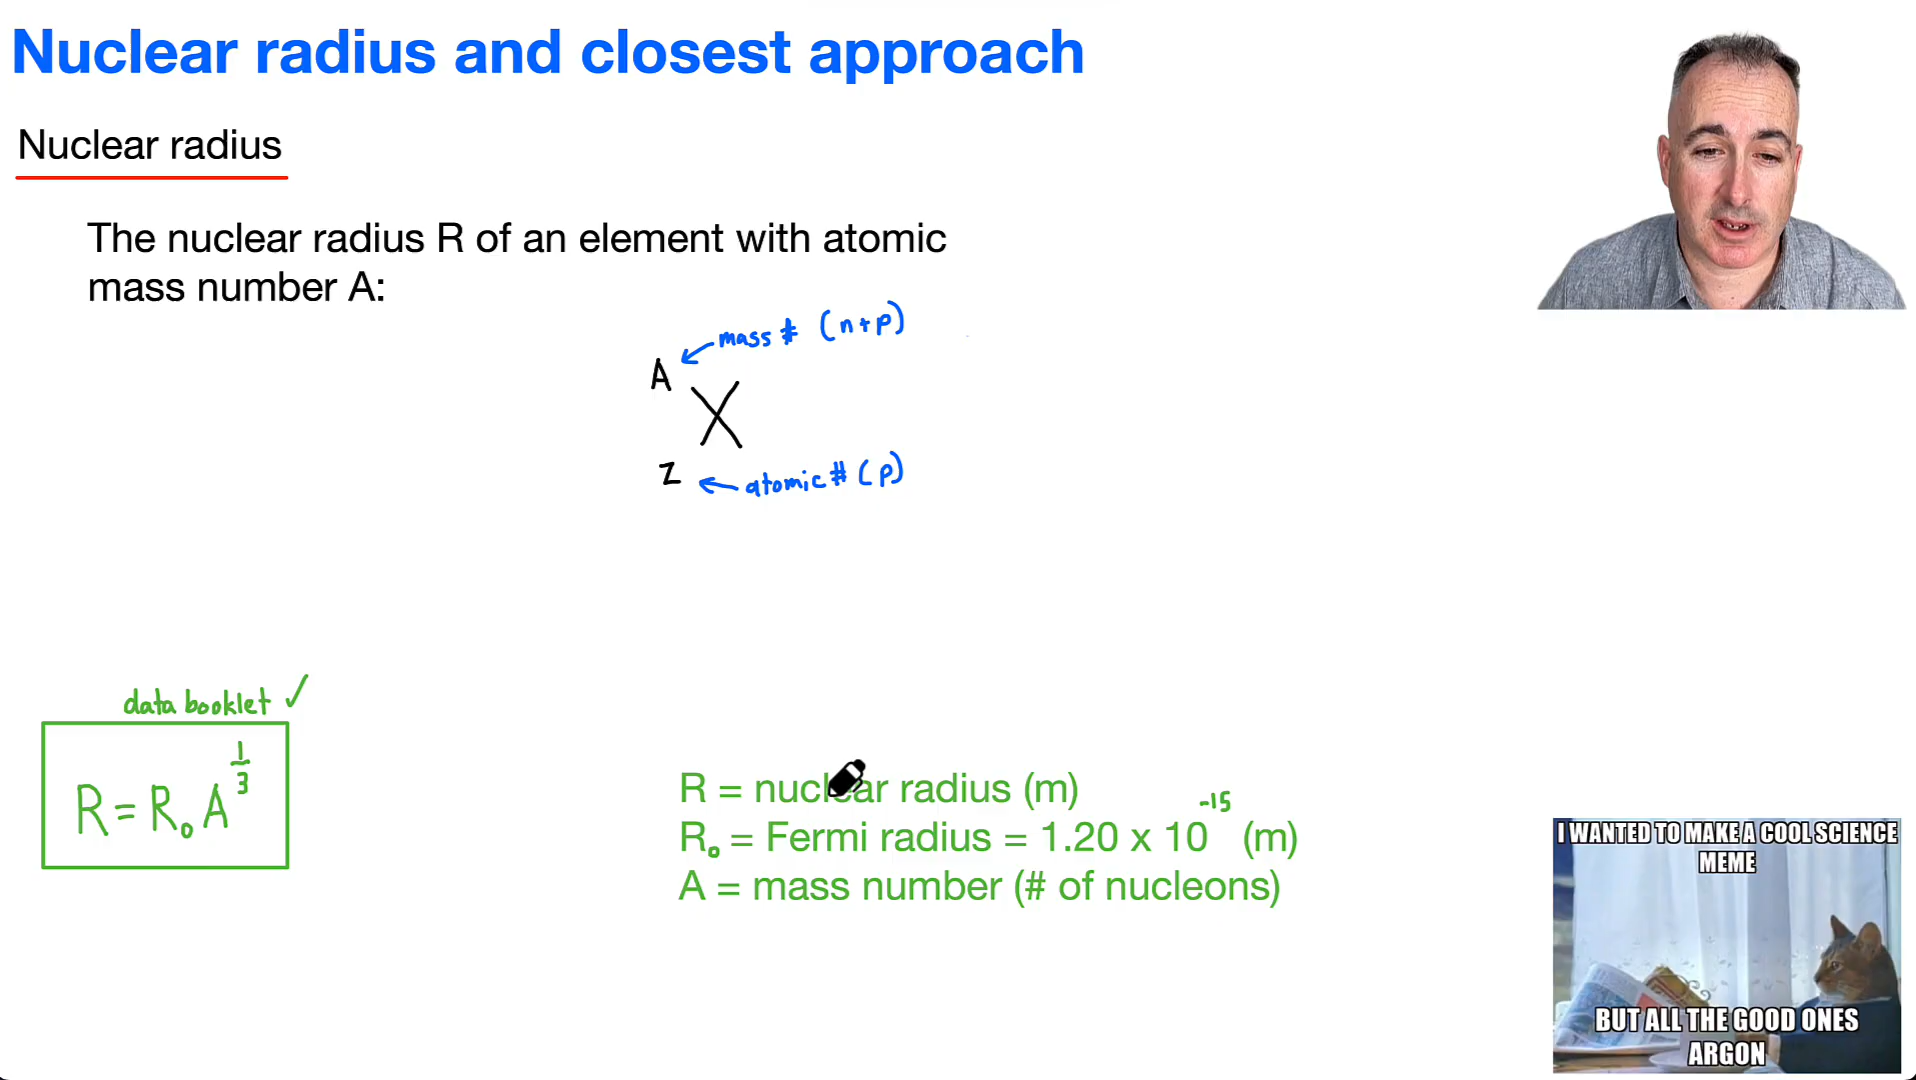 Nuclear radius and closest approach
Nuclear radius
The nuclear radius R of an element with atomic
mass number A:
mass # (n+p)
A
X
Z
atomic # (p)
data booklet ✓
R = R₀ A^(1/3)
R = nuclear radius (m)
R₀ = Fermi radius = 1.20 x 10⁻¹⁵ (m)
A = mass number (# of nucleons)
I WANTED TO MAKE A COOL SCIENCE
MEME
BUT ALL THE GOOD ONES
ARGON